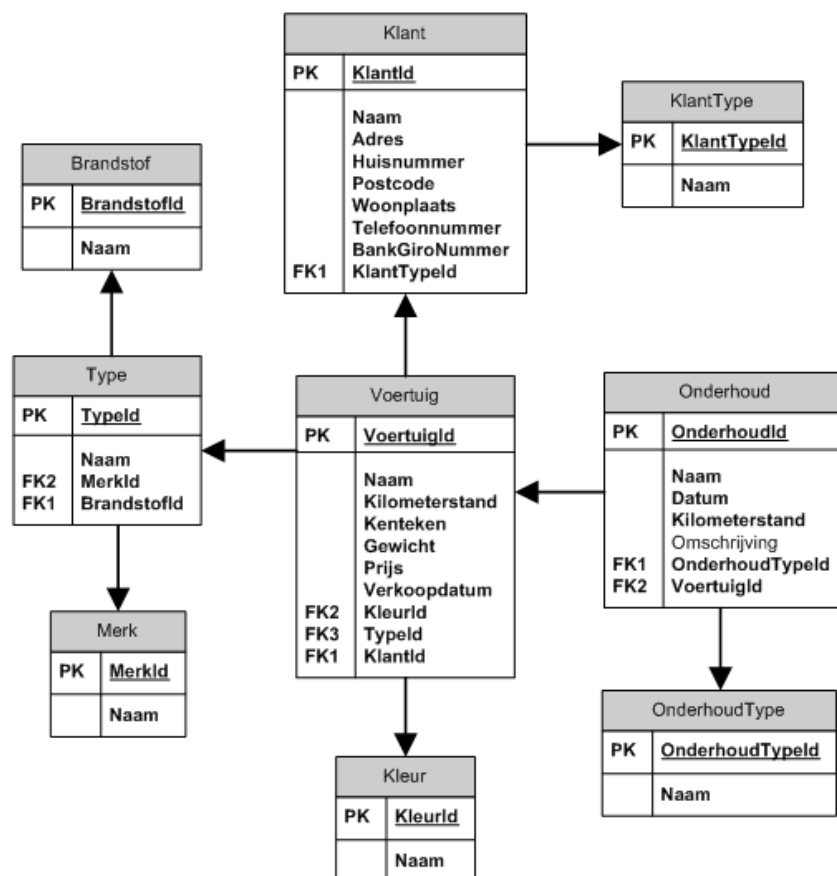 Klant
PK KlantId
Naam
Adres
Huisnummer
Postcode
Woonplaats
Telefoonnummer
BankGiroNummer
FK1 KlantTypeId
KlantType
PK KlantTypeId
Naam
Brandstof
PK BrandstofId
Naam
Type
PK TypeId
Naam
FK2 MerkId
FK1 BrandstofId
Voertuig
PK VoertuigId
Naam
Kilometerstand
Kenteken
Gewicht
Prijs
Verkoopdatum
FK2 KleurId
FK3 TypeId
FK1 KlantId
Onderhoud
PK OnderhoudId
Naam
Datum
Kilometerstand
Omschrijving
FK1 OnderhoudTypeId
FK2 VoertuigId
Merk
PK MerkId
Naam
OnderhoudType
PK OnderhoudTypeId
Naam
Kleur
PK KleurId
Naam